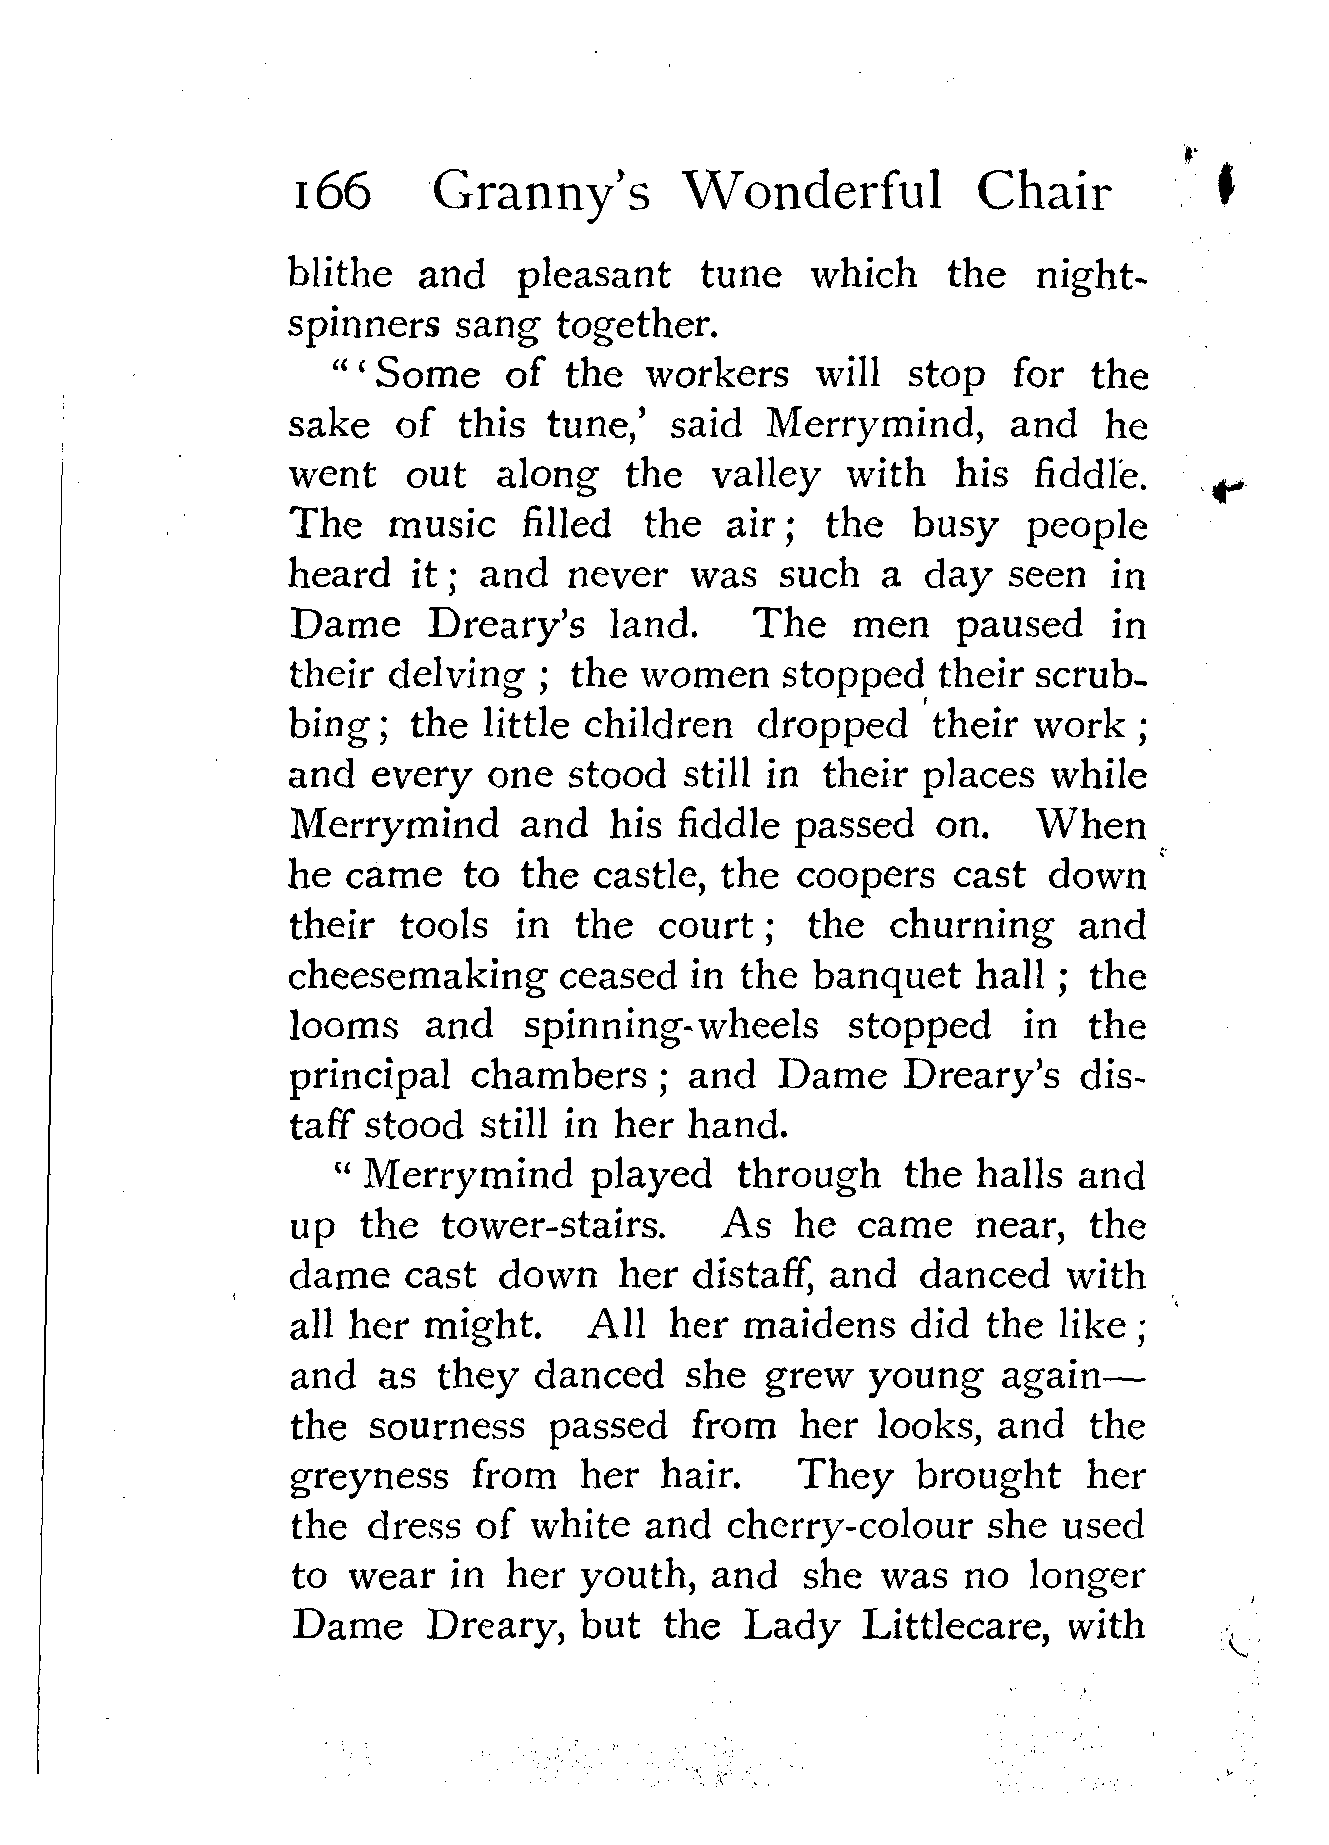 166 Granny's Wonderful Chair
blithe and pleasant tune which the night-
spinners sang together.
"'Some of the workers will stop for the
sake of this tune,' said Merrymind, and he
went out along the valley with his fiddle.
The music filled the air; the busy people
heard it; and never was such a day seen in
Dame Dreary's land. The men paused in
their delving; the women stopped their scrub-
bing; the little children dropped their work;
and every one stood still in their places while
Merrymind and his fiddle passed on. When
he came to the castle, the coopers cast down
their tools in the court; the churning and
cheesemaking ceased in the banquet hall; the
looms and spinning-wheels stopped in the
principal chambers; and Dame Dreary's dis-
taff stood still in her hand.
"Merrymind played through the halls and
up the tower-stairs. As he came near, the
dame cast down her distaff, and danced with
all her might. All her maidens did the like;
and as they danced she grew young again—
the sourness passed from her looks, and the
greyness from her hair. They brought her
the dress of white and cherry-colour she used
to wear in her youth, and she was no longer
Dame Dreary, but the Lady Littlecare, with